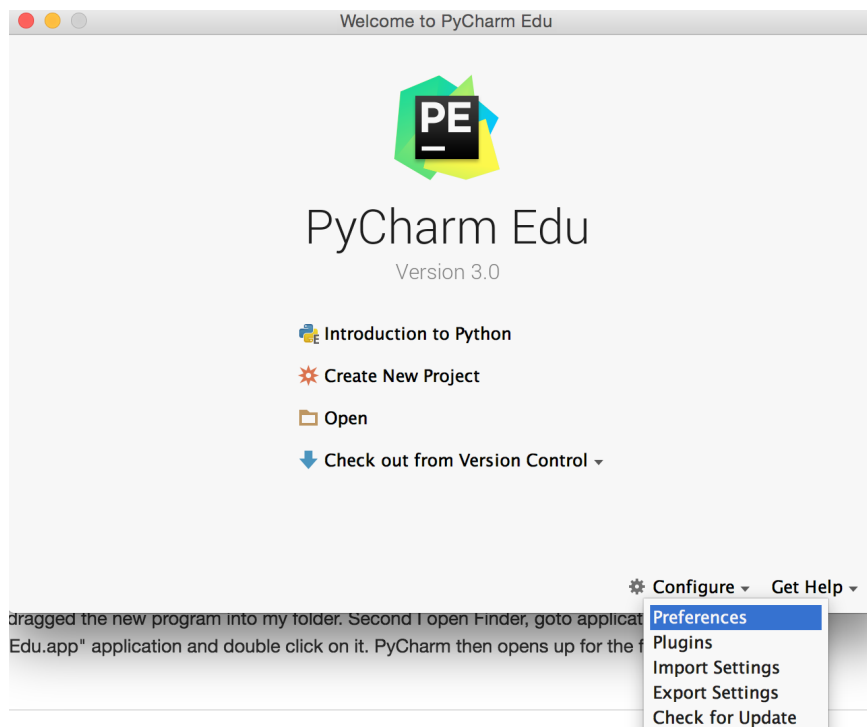 Welcome to PyCharm Edu
PE
PyCharm Edu
Version 3.0
Introduction to Python
Create New Project
Open
Check out from Version Control
Configure Get Help
Preferences
Plugins
Import Settings
Export Settings
Check for Update
dragged the new program into my folder. Second I open Finder, goto applicat
Edu.app" application and double click on it. PyCharm then opens up for the f